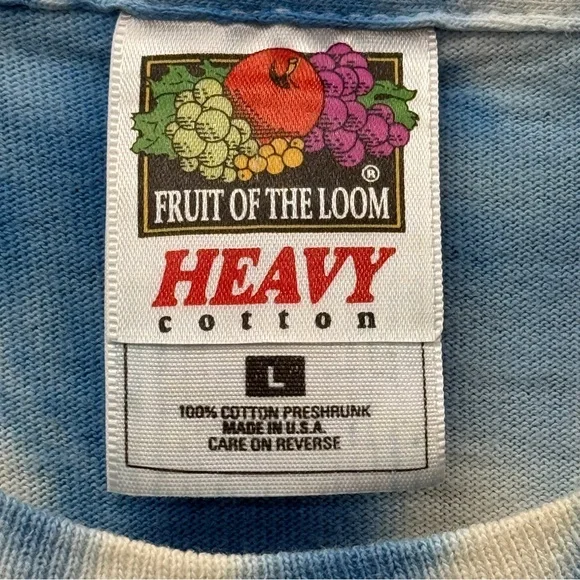 ®
FRUIT OF THE LOOM
HEAVY
cotton
L
100% COTTON PRESHRUNK
MADE IN U.S.A.
CARE ON REVERSE